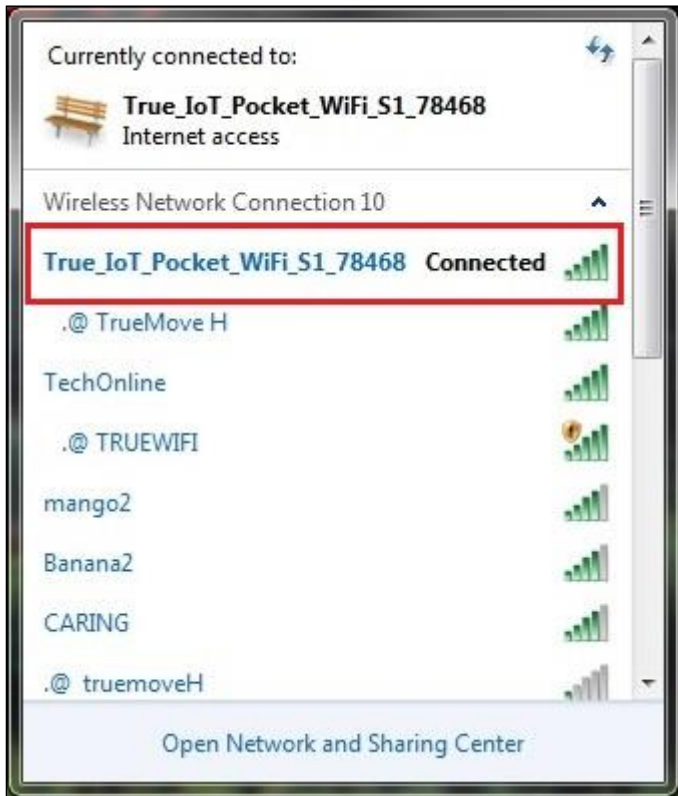 Currently connected to:
True_IoT_Pocket_WiFi_S1_78468
Internet access
Wireless Network Connection 10
True_IoT_Pocket_WiFi_S1_78468 Connected
.@ TrueMove H
TechOnline
.@ TRUEWIFI
mango2
Banana2
CARING
.@ truemoveH
Open Network and Sharing Center